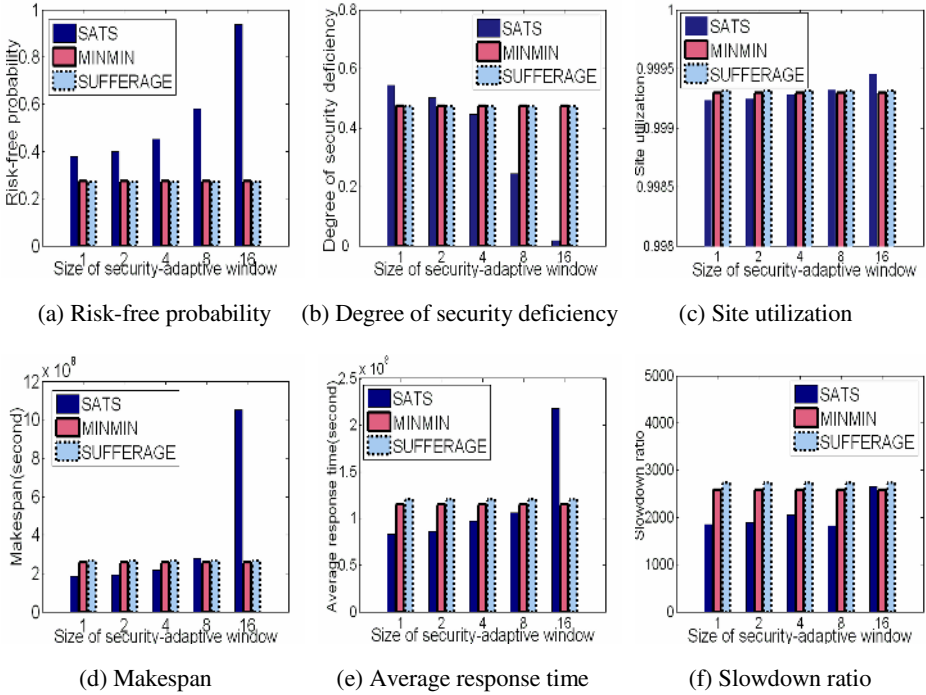 Risk-free probability
1
0.8
0.6
0.4
0.2
0
SATS
MINMIN
SUFFERAGE
1 2 4 8 16
Size of security-adaptive window
(a) Risk-free probability
Degree of security deficiency
0.8
0.6
0.4
0.2
0
SATS
MINMIN
SUFFERAGE
1 2 4 8 16
Size of security-adaptive window
(b) Degree of security deficiency
Site utilization
1
0.9995
0.999
0.9985
0.998
SATS
MINMIN
SUFFERAGE
1 2 4 8 16
Size of security-adaptive window
(c) Site utilization
Makespan(second)
x 10⁸
12
10
8
6
4
2
0
SATS
MINMIN
SUFFERAGE
1 2 4 8 16
Size of security-adaptive window
(d) Makespan
Average response time(second)
2.5
2
1.5
1
0.5
0
SATS
MINMIN
SUFFERAGE
1 2 4 8 16
Size of security-adaptive window
(e) Average response time
Slowdown ratio
5000
4000
3000
2000
1000
0
SATS
MINMIN
SUFFERAGE
1 2 4 8 16
Size of security-adaptive window
(f) Slowdown ratio